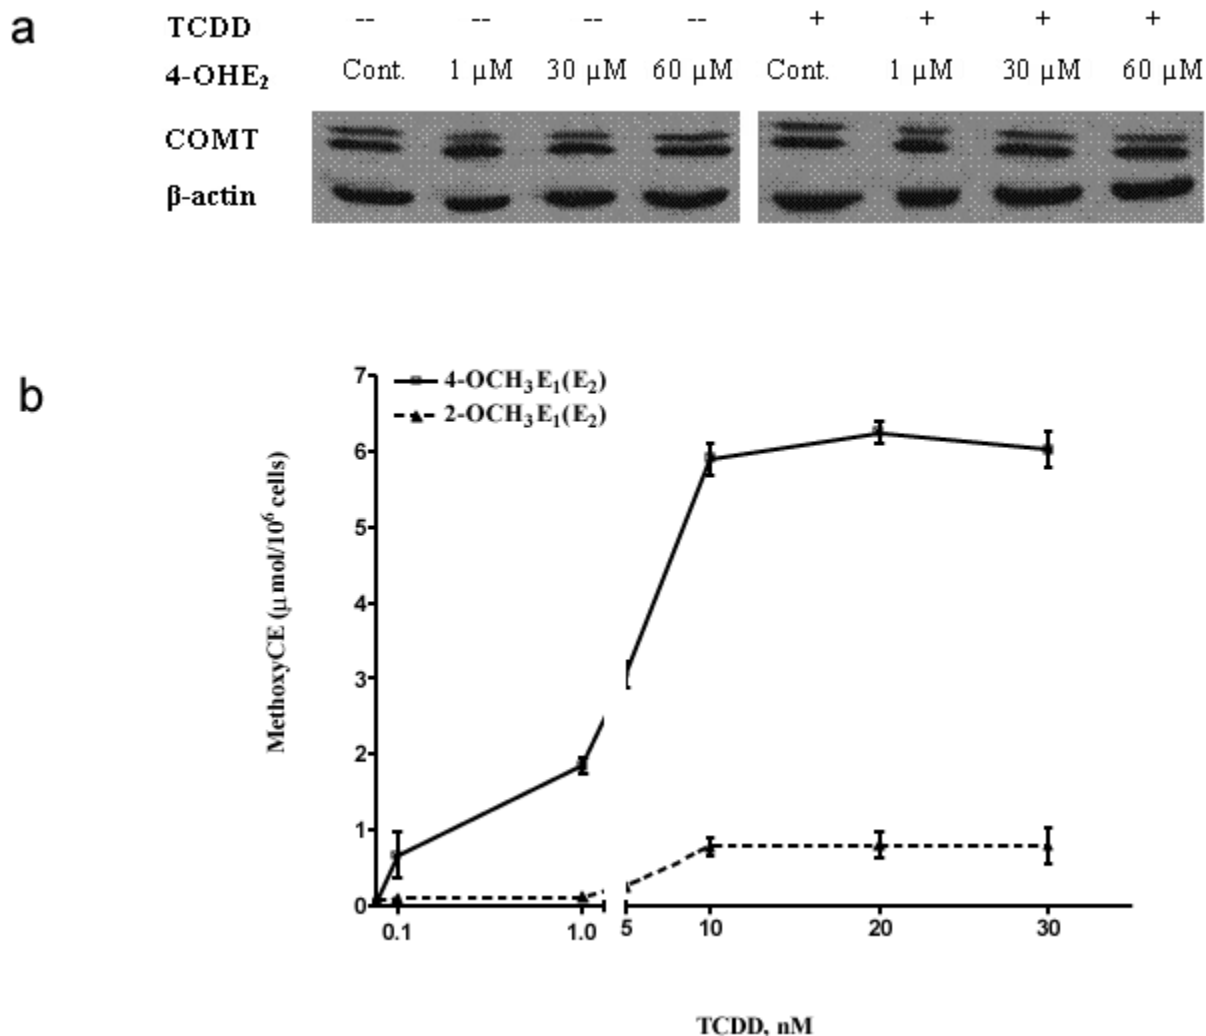 a
TCDD -- -- -- -- + + + +
4-OHE₂ Cont. 1 μM 30 μM 60 μM Cont. 1 μM 30 μM 60 μM
COMT
β-actin
b
4-OCH₃E₁(E₂)
2-OCH₃E₁(E₂)
MethoxyCE (μmol/10⁶ cells)
7
6
5
4
3
2
1
0
0.1 1.0 5 10 20 30
TCDD, nM